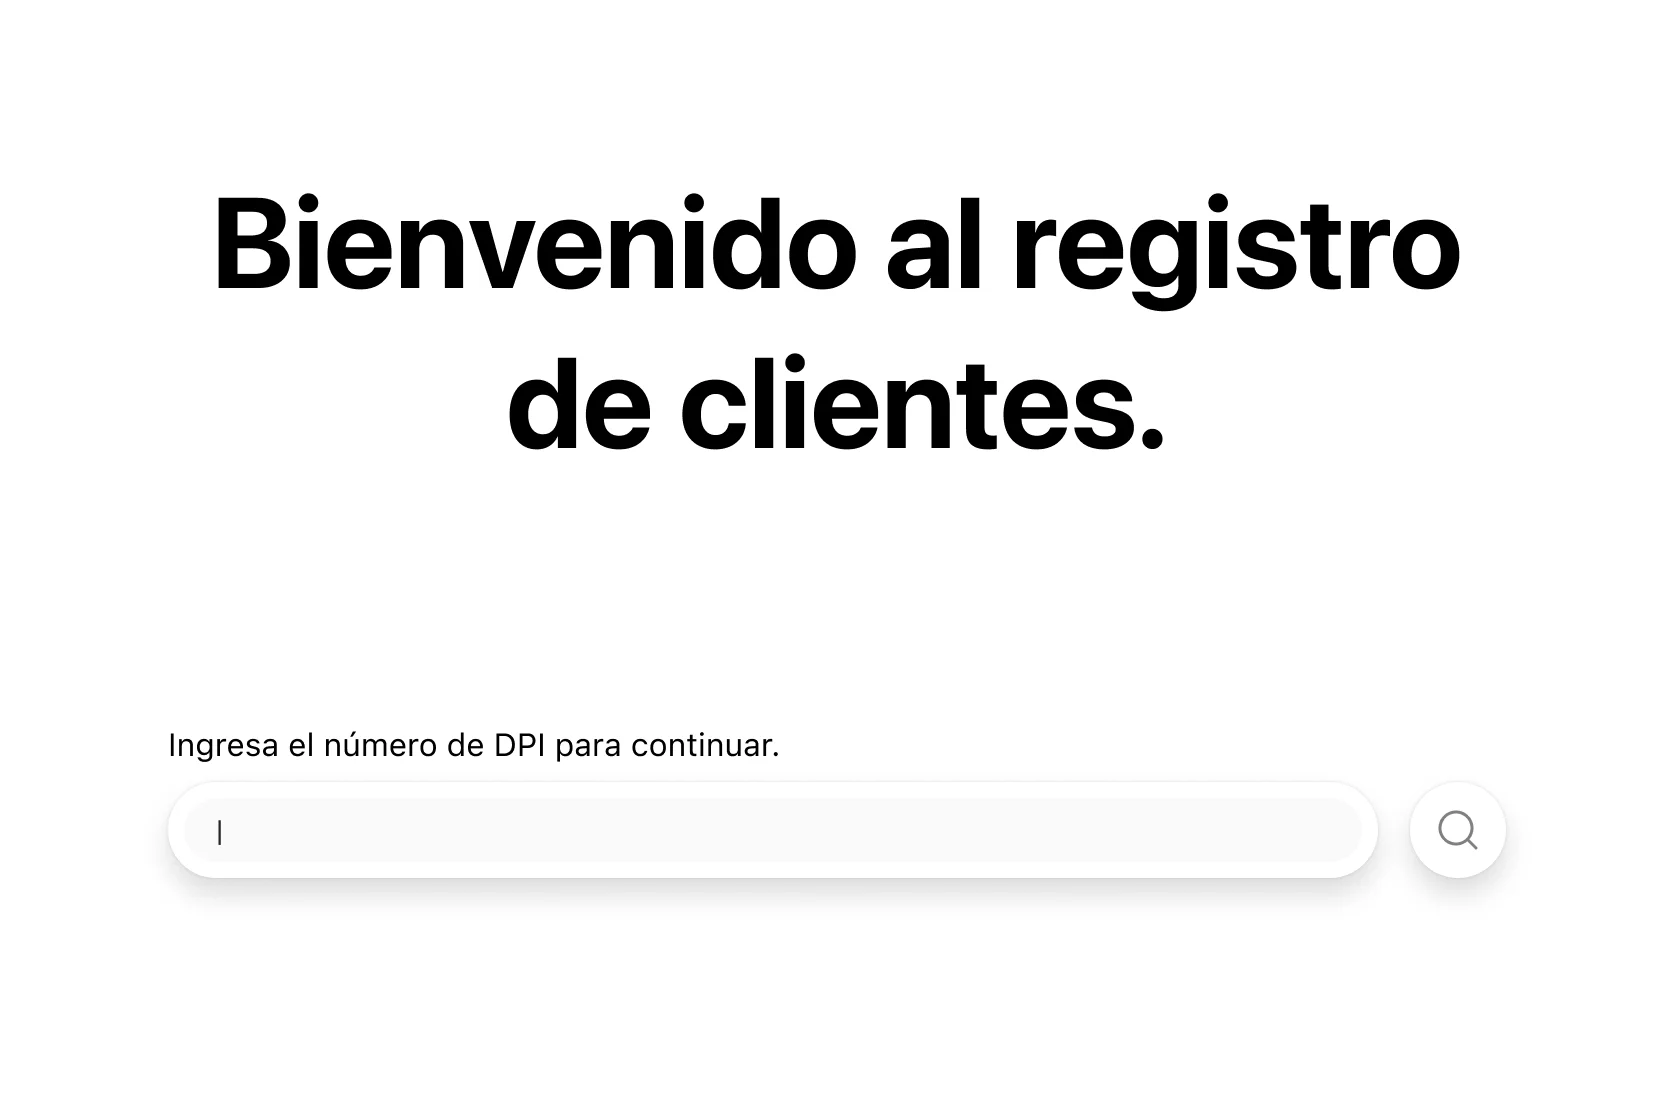 Bienvenido al registro
de clientes.
Ingresa el número de DPI para continuar.